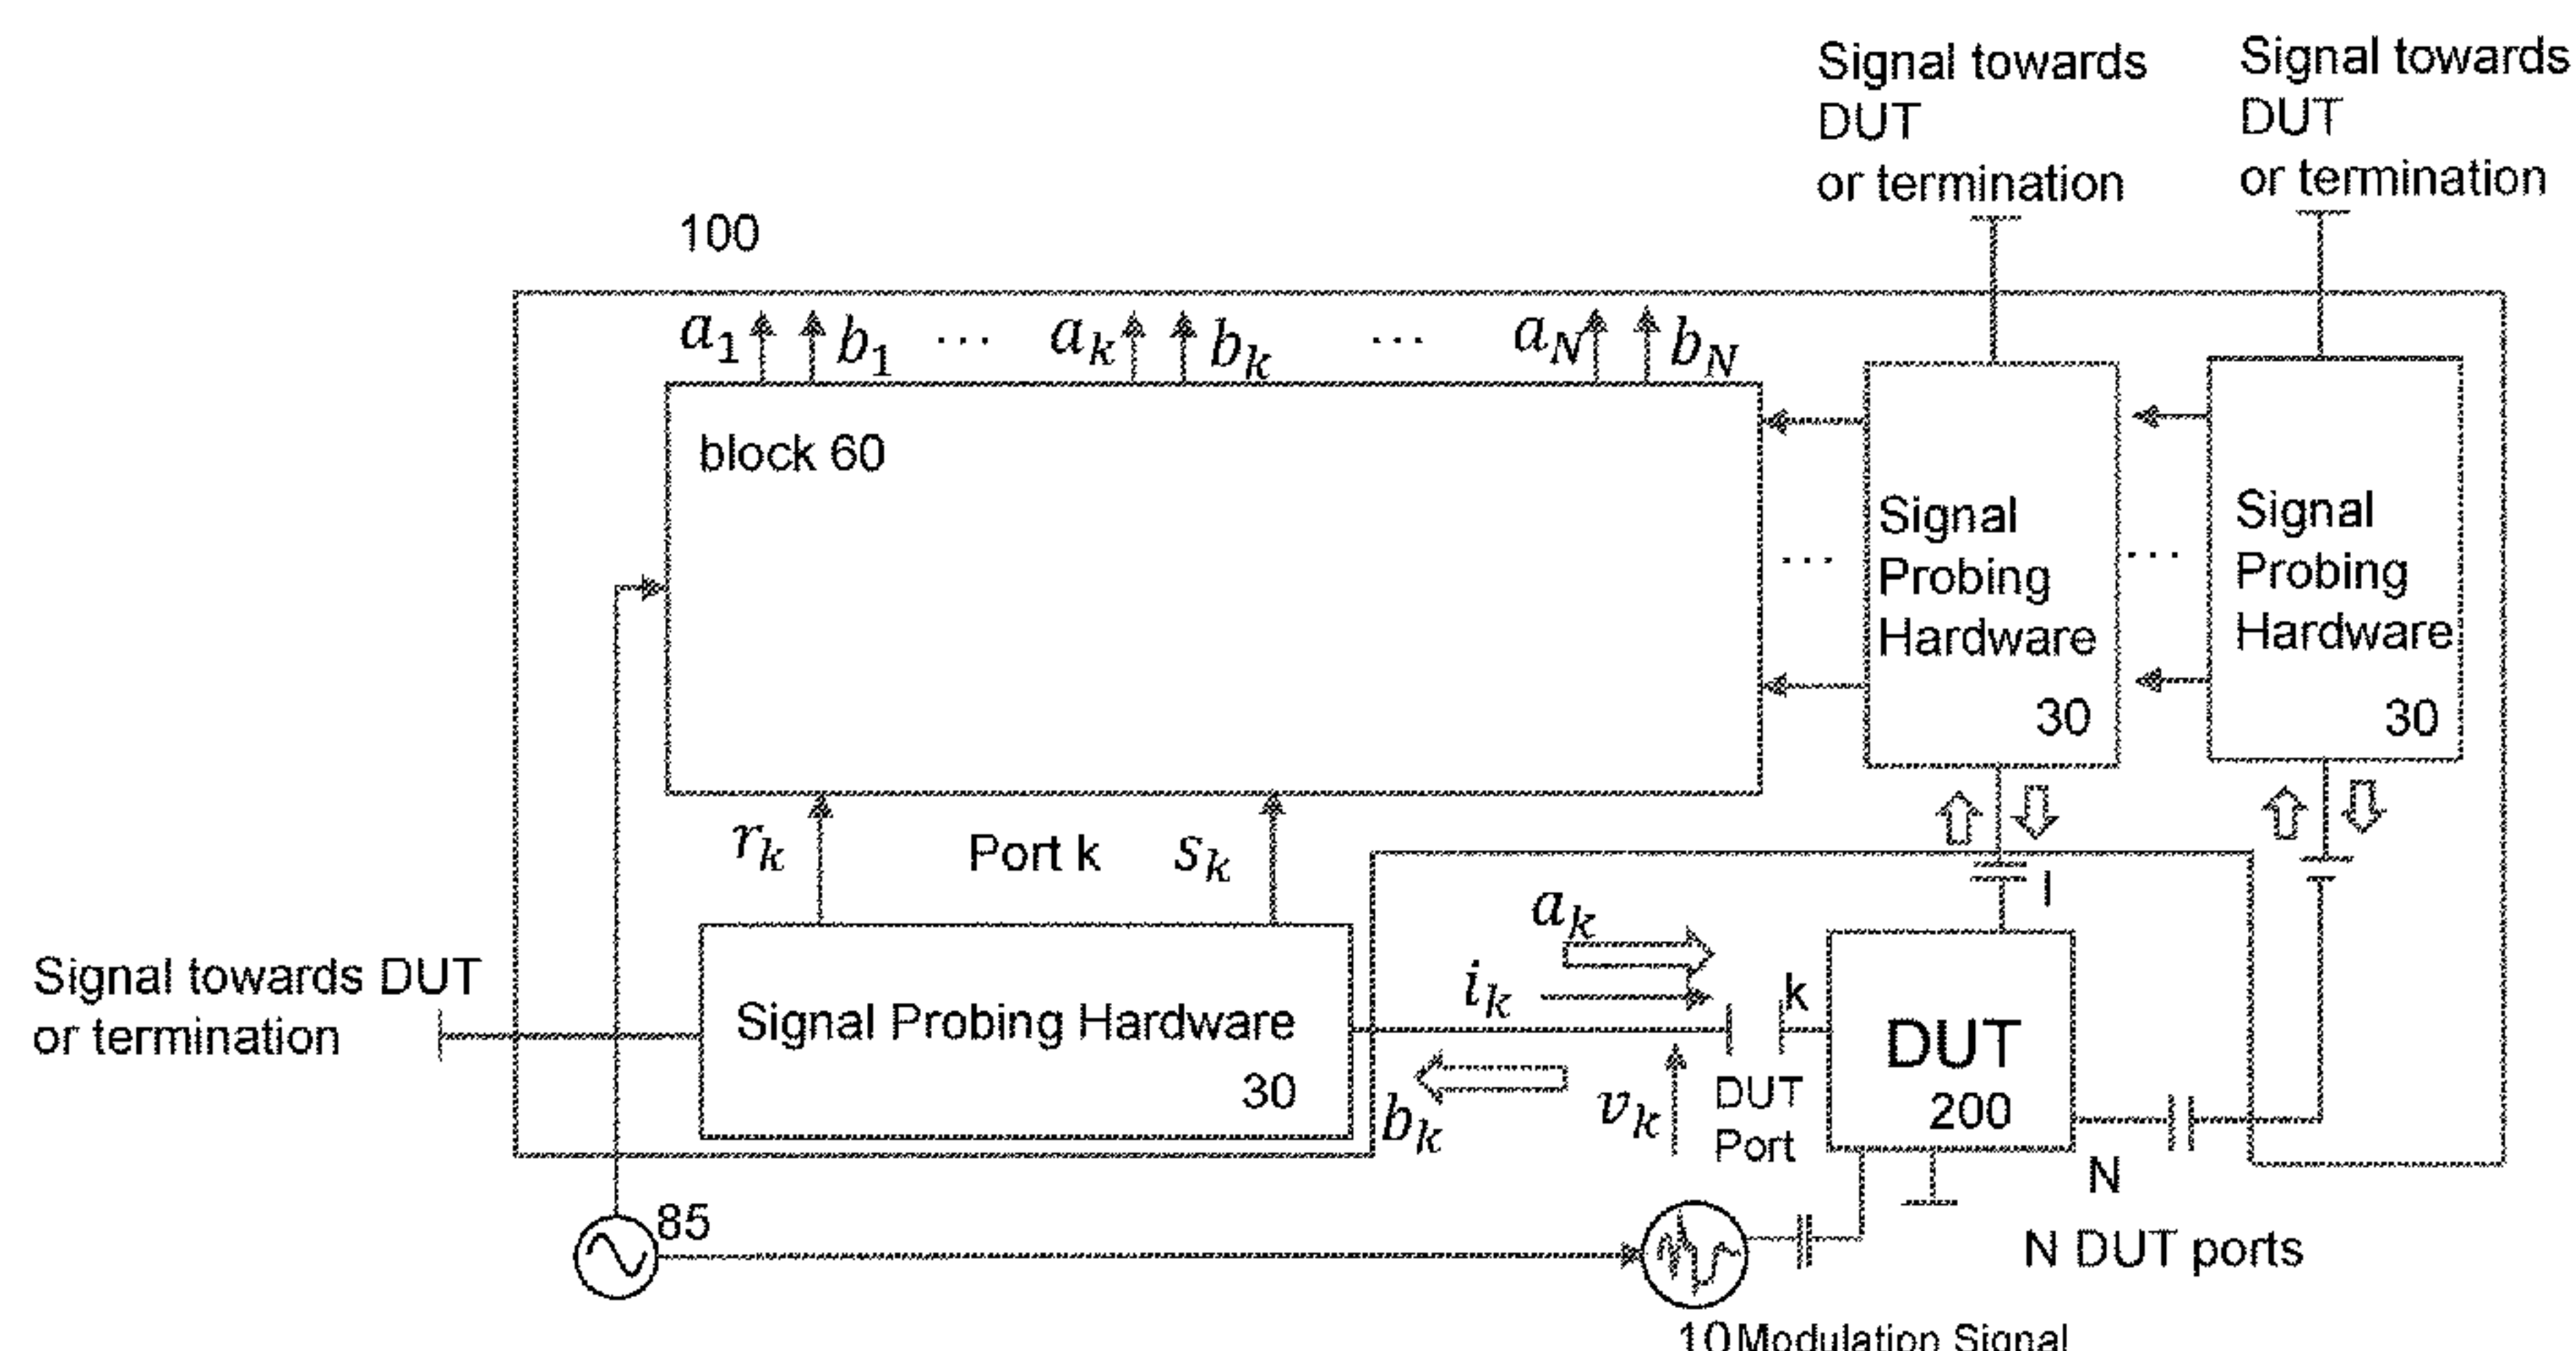 Signal towards
DUT
or termination
Signal towards
DUT
or termination
100
a₁ b₁ ... aₖ bₖ ... a_N b_N
block 60
Signal
Probing
Hardware
30
...
...
Signal
Probing
Hardware
30
rₖ Port k sₖ
Signal towards DUT
or termination
Signal Probing Hardware
30
aₖ
iₖ
bₖ
vₖ
k
DUT
Port
l
DUT
200
N
N DUT ports
85
10 Modulation Signal